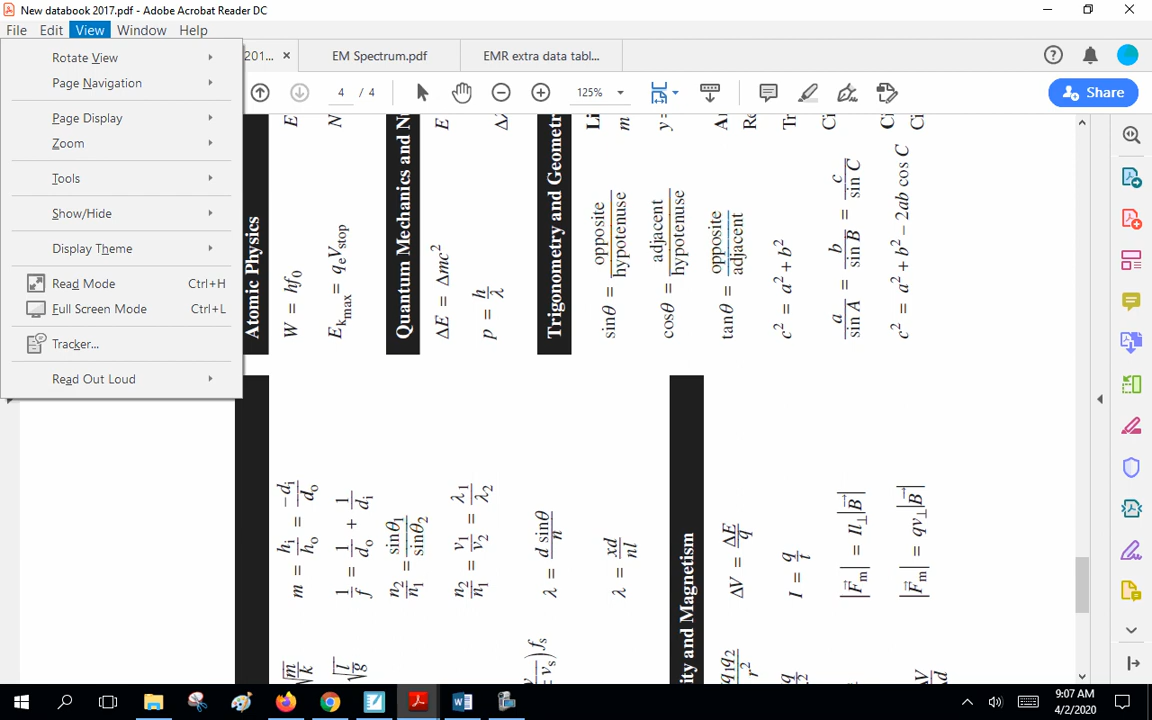 New databook 2017.pdf - Adobe Acrobat Reader DC
File Edit View Window Help
201... × EM Spectrum.pdf EMR extra data tabl...
4 / 4 125% Share
Rotate View
Page Navigation
Page Display
Zoom
Tools
Show/Hide
Display Theme
Read Mode Ctrl+H
Full Screen Mode Ctrl+L
Tracker...
Read Out Loud
Atomic Physics
W = hf₀
E_kmax = qₑV_stop
Quantum Mechanics and N
ΔE = Δmc²
p = h/λ
Trigonometry and Geometr
sinθ = opposite/hypotenuse
cosθ = adjacent/hypotenuse
tanθ = opposite/adjacent
c² = a² + b²
a/sin A = b/sin B = c/sin C
c² = a² + b² − 2ab cos C
m = hᵢ/hₒ = −dᵢ/dₒ
1/f = 1/dₒ + 1/dᵢ
n₂/n₁ = sinθ₁/sinθ₂
n₂/n₁ = v₁/v₂ = λ₁/λ₂
λ = d sinθ/n
λ = xd/nl
ity and Magnetism
ΔV = ΔE/q
I = q/t
|F⃗ₘ| = Il⊥|B⃗|
|F⃗ₘ| = qv⊥|B⃗|
9:07 AM
4/2/2020